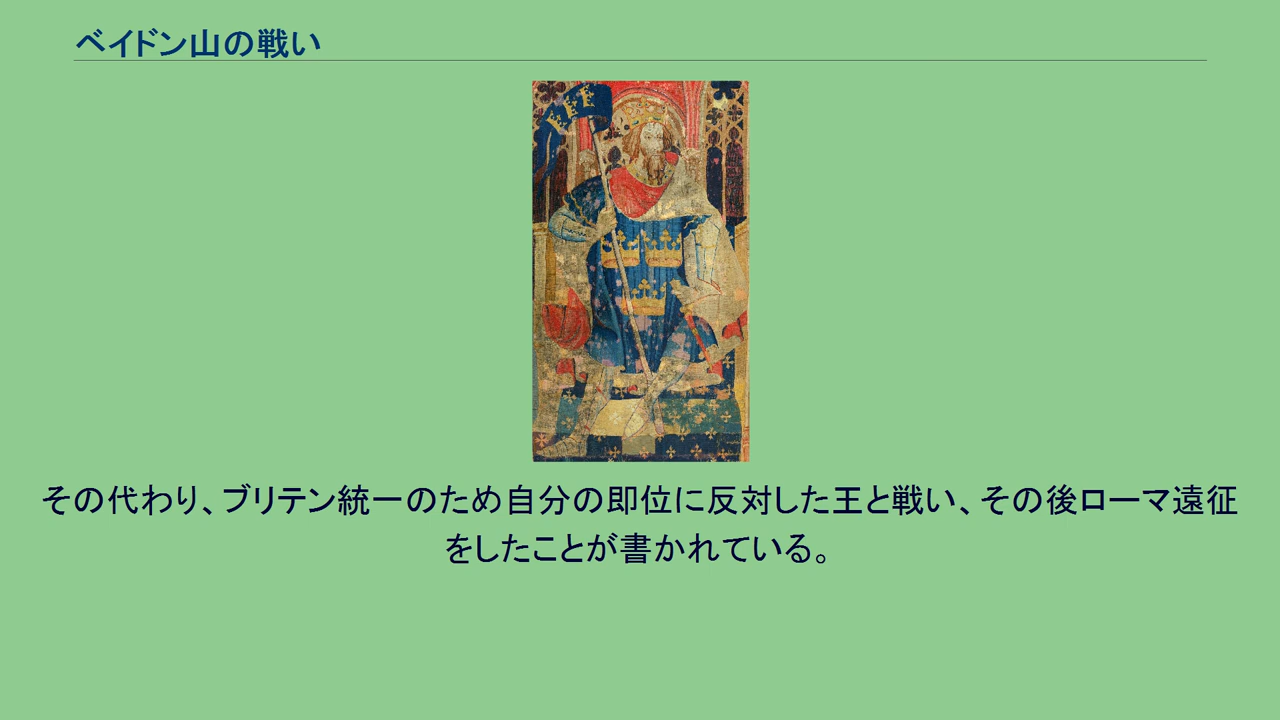 ベイドン山の戦い
その代わり、ブリテン統一のため自分の即位に反対した王と戦い、その後ローマ遠征
をしたことが書かれている。